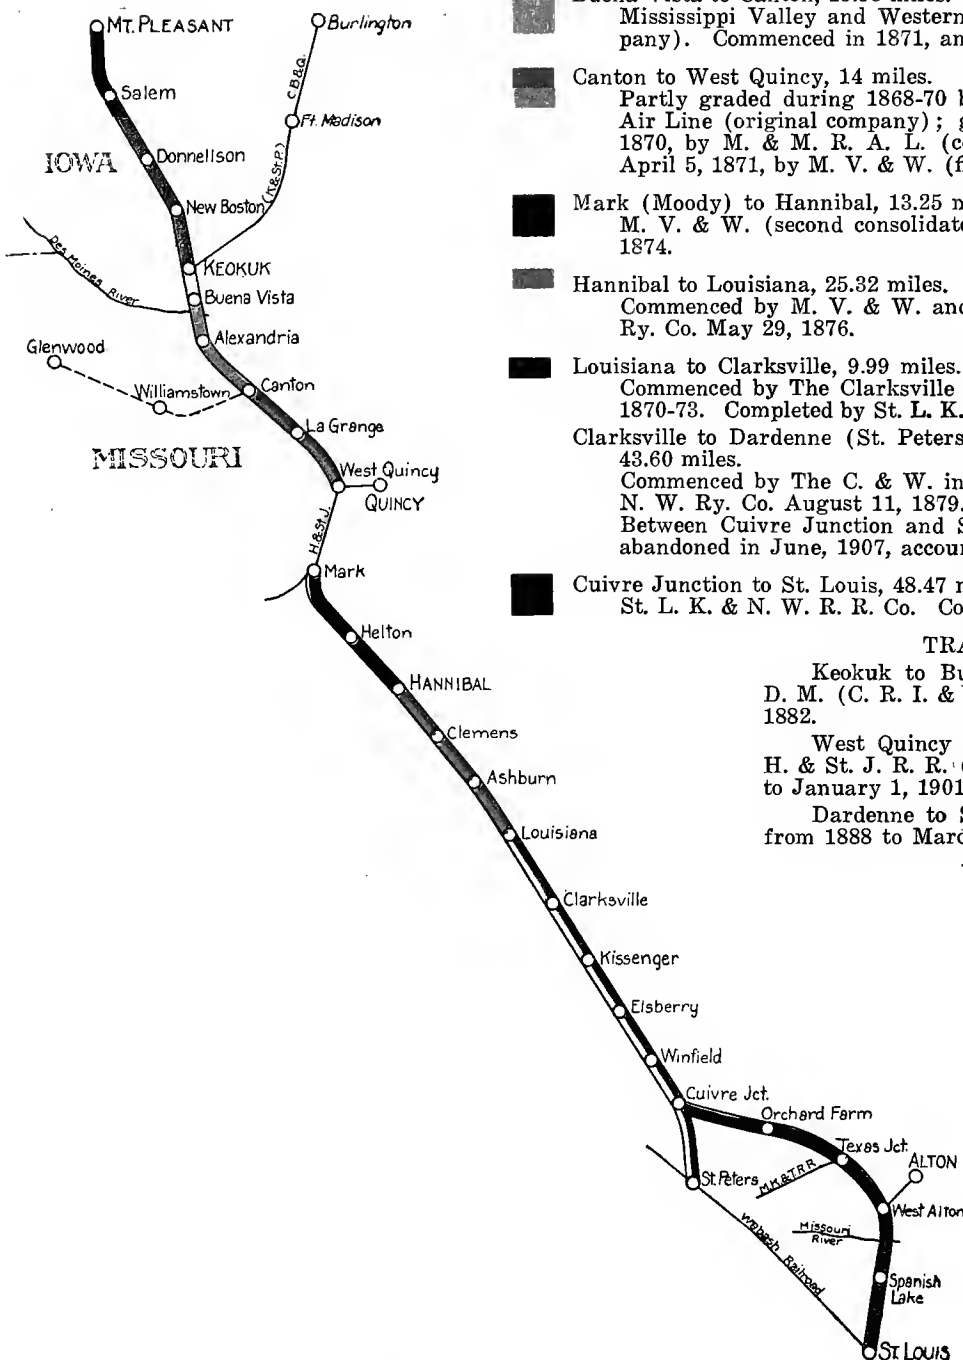 Buena Vista to Canton,
Mississippi Valley and Western
pany). Commenced in 1871, an
Canton to West Quincy, 14 miles.
Partly graded during 1868-70 b
Air Line (original company); g
1870, by M. & M. R. A. L. (c
April 5, 1871, by M. V. & W. (f
Mark (Moody) to Hannibal, 13.25 m
M. V. & W. (second consolidate
1874.
Hannibal to Louisiana, 25.32 miles.
Commenced by M. V. & W. and
Ry. Co. May 29, 1876.
Louisiana to Clarksville, 9.99 miles.
Commenced by The Clarksville
1870-73. Completed by St. L. K.
Clarksville to Dardenne (St. Peters
43.60 miles.
Commenced by The C. & W. in
N. W. Ry. Co. August 11, 1879.
Between Cuivre Junction and S
abandoned in June, 1907, accou
Cuivre Junction to St. Louis, 48.47 m
St. L. K. & N. W. R. R. Co. Co
TRA
Keokuk to Bu
D. M. (C. R. I. &
1882.
West Quincy
H. & St. J. R. R.
to January 1, 1901
Dardenne to S
from 1888 to Marc
MT. PLEASANT
Burlington
C.B.&Q.
Salem
Ft. Madison
IOWA
Donnellson
(K.&St.P.)
New Boston
Des Moines River
KEOKUK
Buena Vista
Alexandria
Glenwood
Williamstown
Canton
La Grange
MISSOURI
West Quincy
QUINCY
H.&St.J.
Mark
Helton
HANNIBAL
Clemens
Ashburn
Louisiana
Clarksville
Kissenger
Elsberry
Winfield
Cuivre Jct.
Orchard Farm
Texas Jct.
ALTON
St. Peters
M.K.&T.R.R.
West Alton
Missouri
River
Wabash Railroad
Spanish
Lake
ST. LOUIS